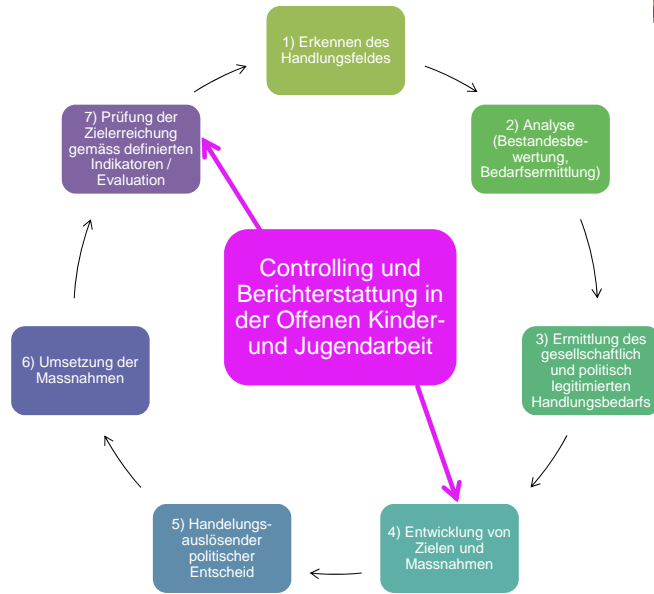 1) Erkennen des
Handlungsfeldes
2) Analyse
(Bestandesbe-
wertung,
Bedarfsermittlung)
3) Ermittlung des
gesellschaftlich
und politisch
legitimierten
Handlungsbedarfs
4) Entwicklung von
Zielen und
Massnahmen
5) Handelungs-
auslösender
politischer
Entscheid
6) Umsetzung der
Massnahmen
7) Prüfung der
Zielerreichung
gemäss definierten
Indikatoren /
Evaluation
Controlling und
Berichterstattung in
der Offenen Kinder-
und Jugendarbeit